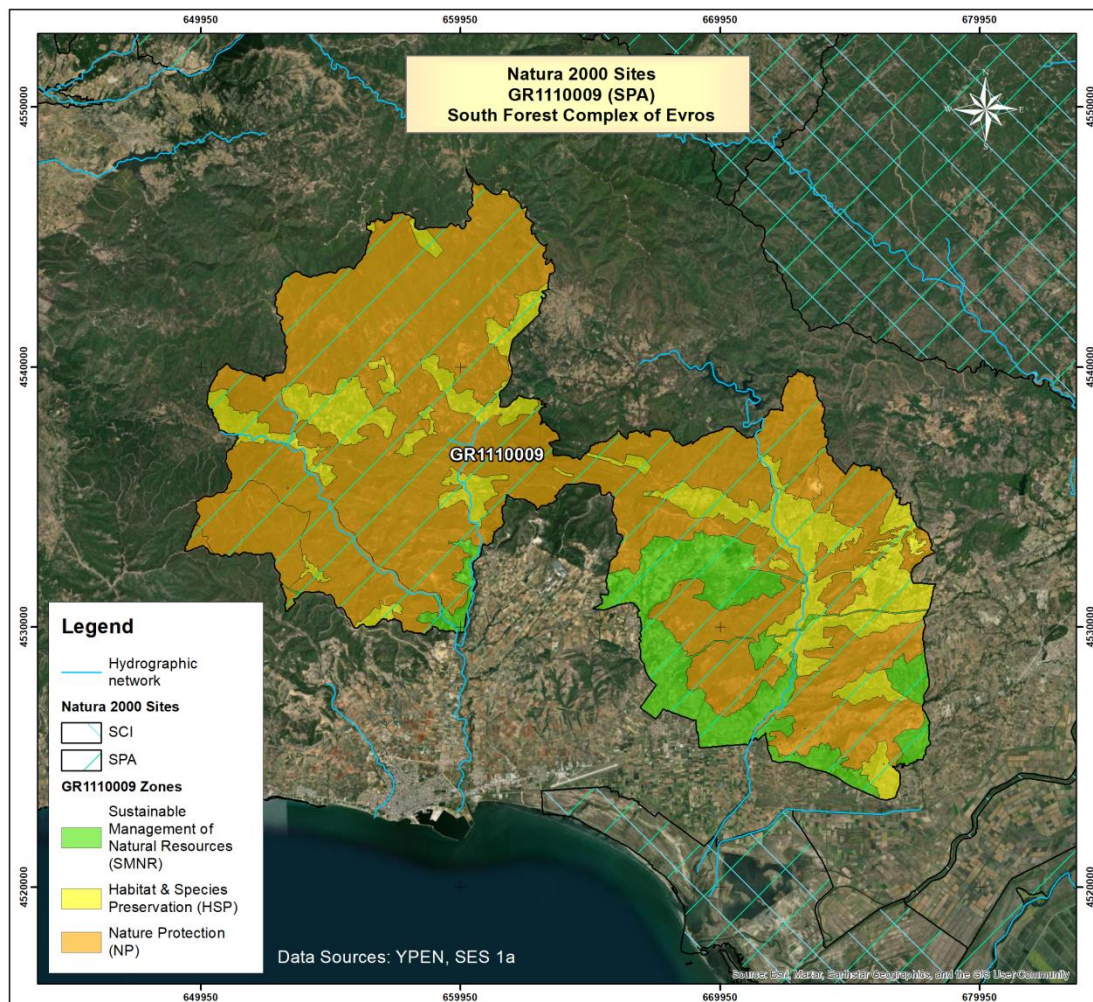 649950 659950 669950 679950
Natura 2000 Sites
GR1110009 (SPA)
South Forest Complex of Evros
N
W E
S
4550000 4550000
4540000 4540000
GR1110009
4530000 4530000
4520000 4520000
Legend
Hydrographic
network
Natura 2000 Sites
SCI
SPA
GR1110009 Zones
Sustainable
Management of
Natural Resources
(SMNR)
Habitat & Species
Preservation (HSP)
Nature Protection
(NP)
Data Sources: YPEN, SES 1a
Source: Esri, Maxar, Earthstar Geographics, and the GIS User Community
649950 659950 669950 679950